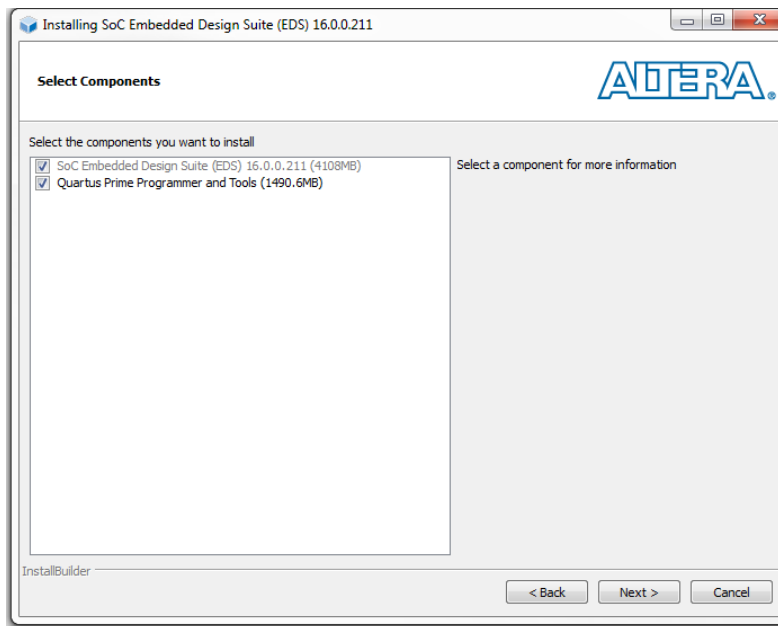 Installing SoC Embedded Design Suite (EDS) 16.0.0.211
Select Components
ALTERA®
Select the components you want to install
SoC Embedded Design Suite (EDS) 16.0.0.211 (4108MB)
Quartus Prime Programmer and Tools (1490.6MB)
Select a component for more information
InstallBuilder
< Back Next > Cancel